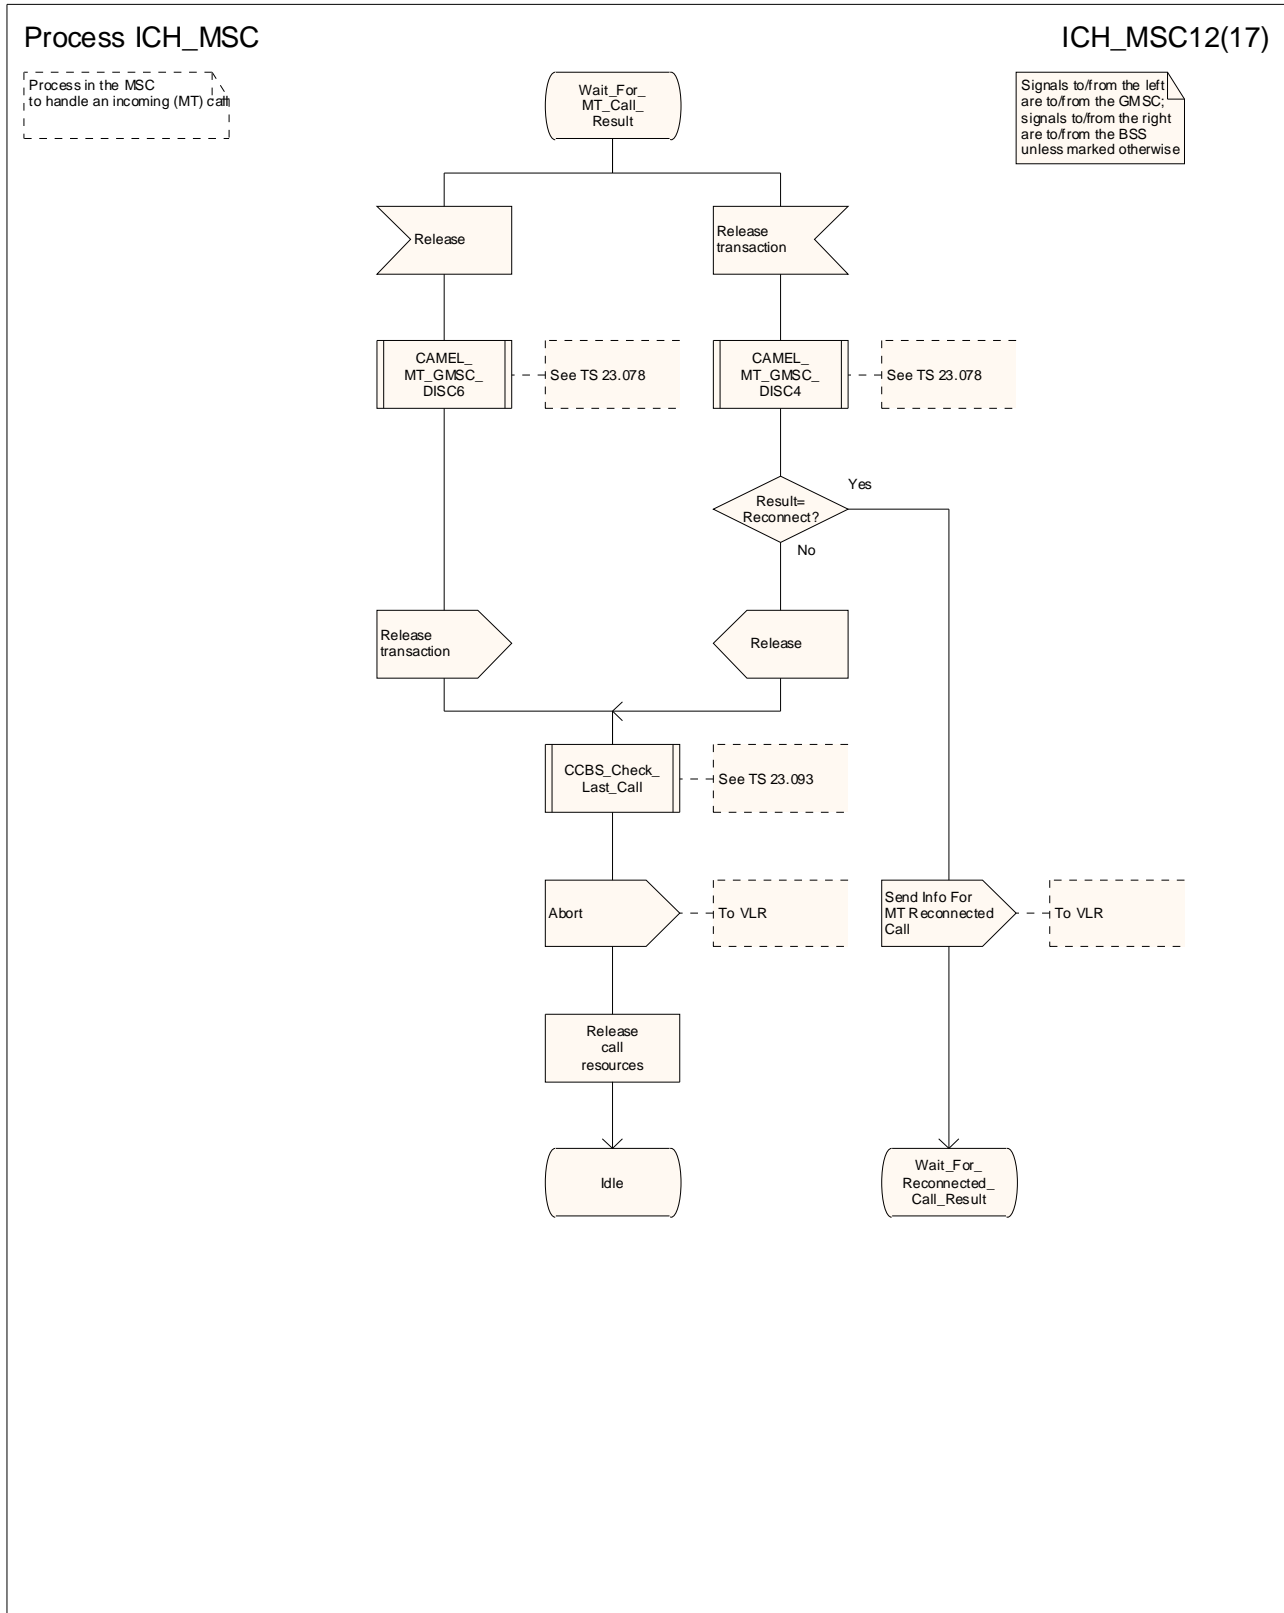 Process ICH_MSC
ICH_MSC12(17)
Process in the MSC
to handle an incoming (MT) call
Wait_For_
MT_Call_
Result
Signals to/from the left
are to/from the GMSC;
signals to/from the right
are to/from the BSS
unless marked otherwise
Release
Release
transaction
CAMEL_
MT_GMSC_
DISC6
See TS 23.078
CAMEL_
MT_GMSC_
DISC4
See TS 23.078
Result=
Reconnect?
Yes
No
Release
transaction
Release
CCBS_Check_
Last_Call
See TS 23.093
Abort
To VLR
Send Info For
MT Reconnected
Call
To VLR
Release
call
resources
Idle
Wait_For_
Reconnected_
Call_Result